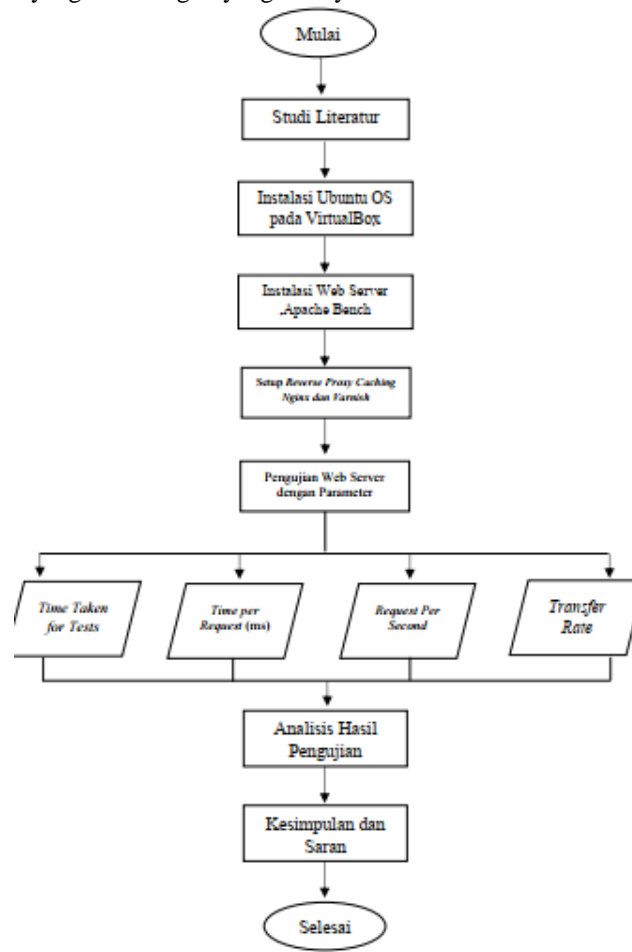 Mulai
Studi Literatur
Instalasi Ubuntu OS
pada VirtualBox
Instalasi Web Server
,Apache Bench
Setup Reverse Proxy Caching
Nginx dan Varnish
Pengujian Web Server
dengan Parameter
Time Taken
for Tests
Time per
Request (ms)
Request Per
Second
Transfer
Rate
Analisis Hasil
Pengujian
Kesimpulan dan
Saran
Selesai